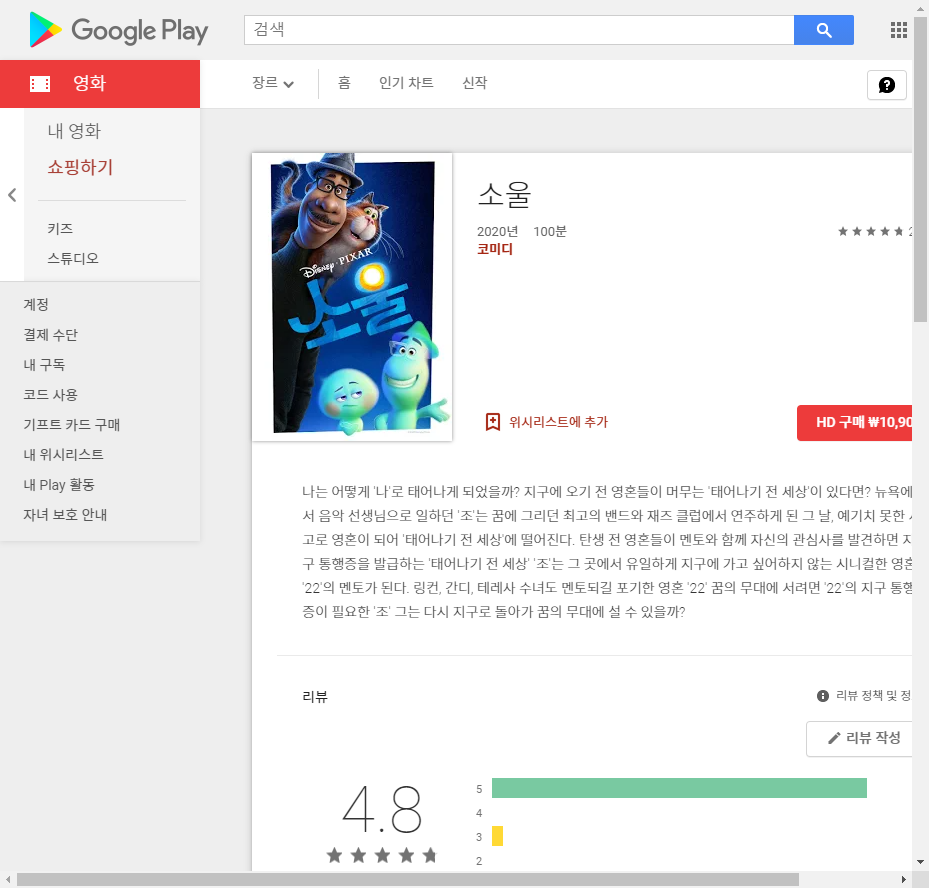 Google Play
검색
영화
장르
홈
인기 차트
신작
내 영화
쇼핑하기
키즈
스튜디오
계정
결제 수단
내 구독
코드 사용
기프트 카드 구매
내 위시리스트
내 Play 활동
자녀 보호 안내
DISNEY · PIXAR
소울
소울
2020년 100분
코미디
위시리스트에 추가
HD 구매 ₩10,90
나는 어떻게 '나'로 태어나게 되었을까? 지구에 오기 전 영혼들이 머무는 '태어나기 전 세상'이 있다면? 뉴욕에
서 음악 선생님으로 일하던 '조'는 꿈에 그리던 최고의 밴드와 재즈 클럽에서 연주하게 된 그 날, 예기치 못한
고로 영혼이 되어 '태어나기 전 세상'에 떨어진다. 탄생 전 영혼들이 멘토와 함께 자신의 관심사를 발견하면 지
구 통행증을 발급하는 '태어나기 전 세상' '조'는 그 곳에서 유일하게 지구에 가고 싶어하지 않는 시니컬한 영혼
'22'의 멘토가 된다. 링컨, 간디, 테레사 수녀도 멘토되길 포기한 영혼 '22' 꿈의 무대에 서려면 '22'의 지구 통행
증이 필요한 '조' 그는 다시 지구로 돌아가 꿈의 무대에 설 수 있을까?
리뷰
리뷰 정책 및 정
리뷰 작성
4.8
5
4
3
2